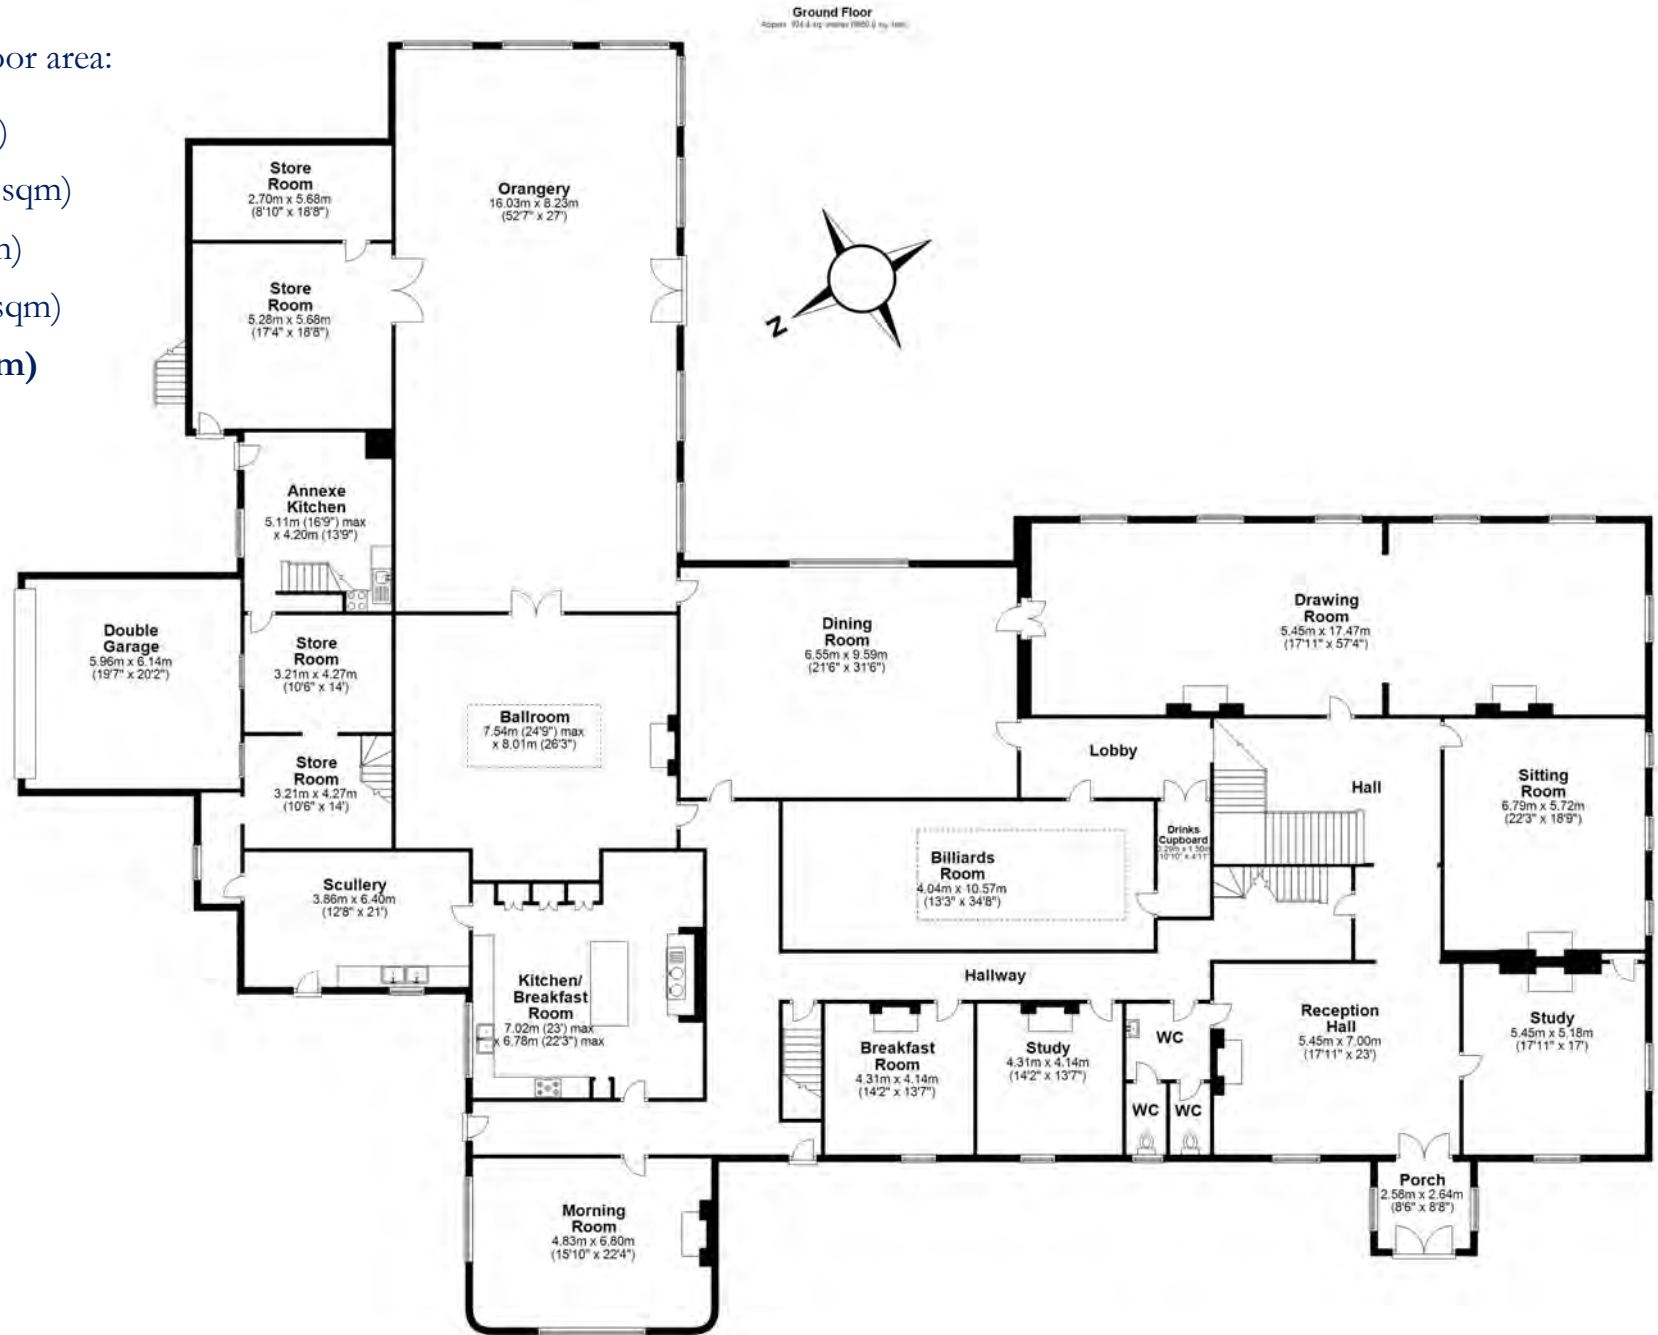 Ground Floor
oor area:
)
sqm)
n)
sqm)
m)
Store
Room
2.70m x 5.68m
(8'10" x 18'8")
Orangery
16.03m x 8.23m
(52'7" x 27')
Store
Room
5.28m x 5.68m
(17'4" x 18'8")
N
Annexe
Kitchen
5.11m (16'9") max
x 4.20m (13'9")
Double
Garage
5.96m x 6.14m
(19'7" x 20'2")
Store
Room
3.21m x 4.27m
(10'6" x 14')
Dining
Room
6.55m x 9.59m
(21'6" x 31'6")
Drawing
Room
5.45m x 17.47m
(17'11" x 57'4")
Ballroom
7.54m (24'9") max
x 8.01m (26'3")
Lobby
Store
Room
3.21m x 4.27m
(10'6" x 14')
Hall
Sitting
Room
6.79m x 5.72m
(22'3" x 18'9")
Drinks
Cupboard
10'10" x 4'11"
Billiards
Room
4.04m x 10.57m
(13'3" x 34'8")
Scullery
3.86m x 6.40m
(12'8" x 21')
Hallway
Kitchen/
Breakfast
Room
7.02m (23') max
x 6.78m (22'3") max
Breakfast
Room
4.31m x 4.14m
(14'2" x 13'7")
Study
4.31m x 4.14m
(14'2" x 13'7")
WC
WC
WC
Reception
Hall
5.45m x 7.00m
(17'11" x 23')
Study
5.45m x 5.18m
(17'11" x 17')
Porch
2.58m x 2.64m
(8'6" x 8'8")
Morning
Room
4.83m x 6.80m
(15'10" x 22'4")